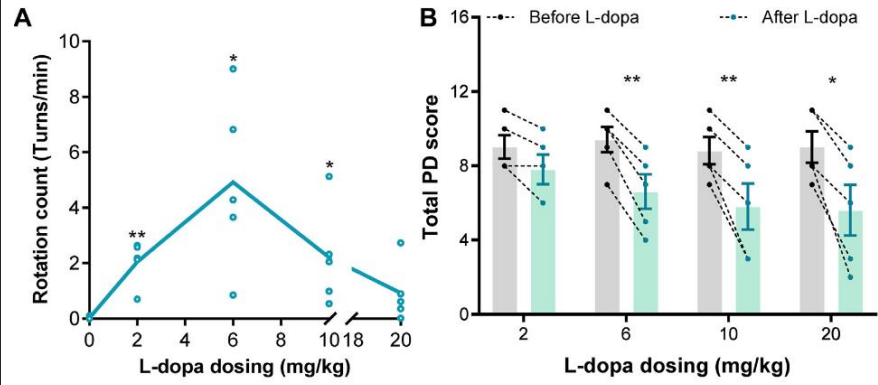 A
Rotation count (Turns/min)
10
8
6
4
2
0
**
*
*
0 2 4 6 8 10 18 20
L-dopa dosing (mg/kg)
B
Before L-dopa After L-dopa
Total PD score
16
12
8
4
0
** ** *
2 6 10 20
L-dopa dosing (mg/kg)